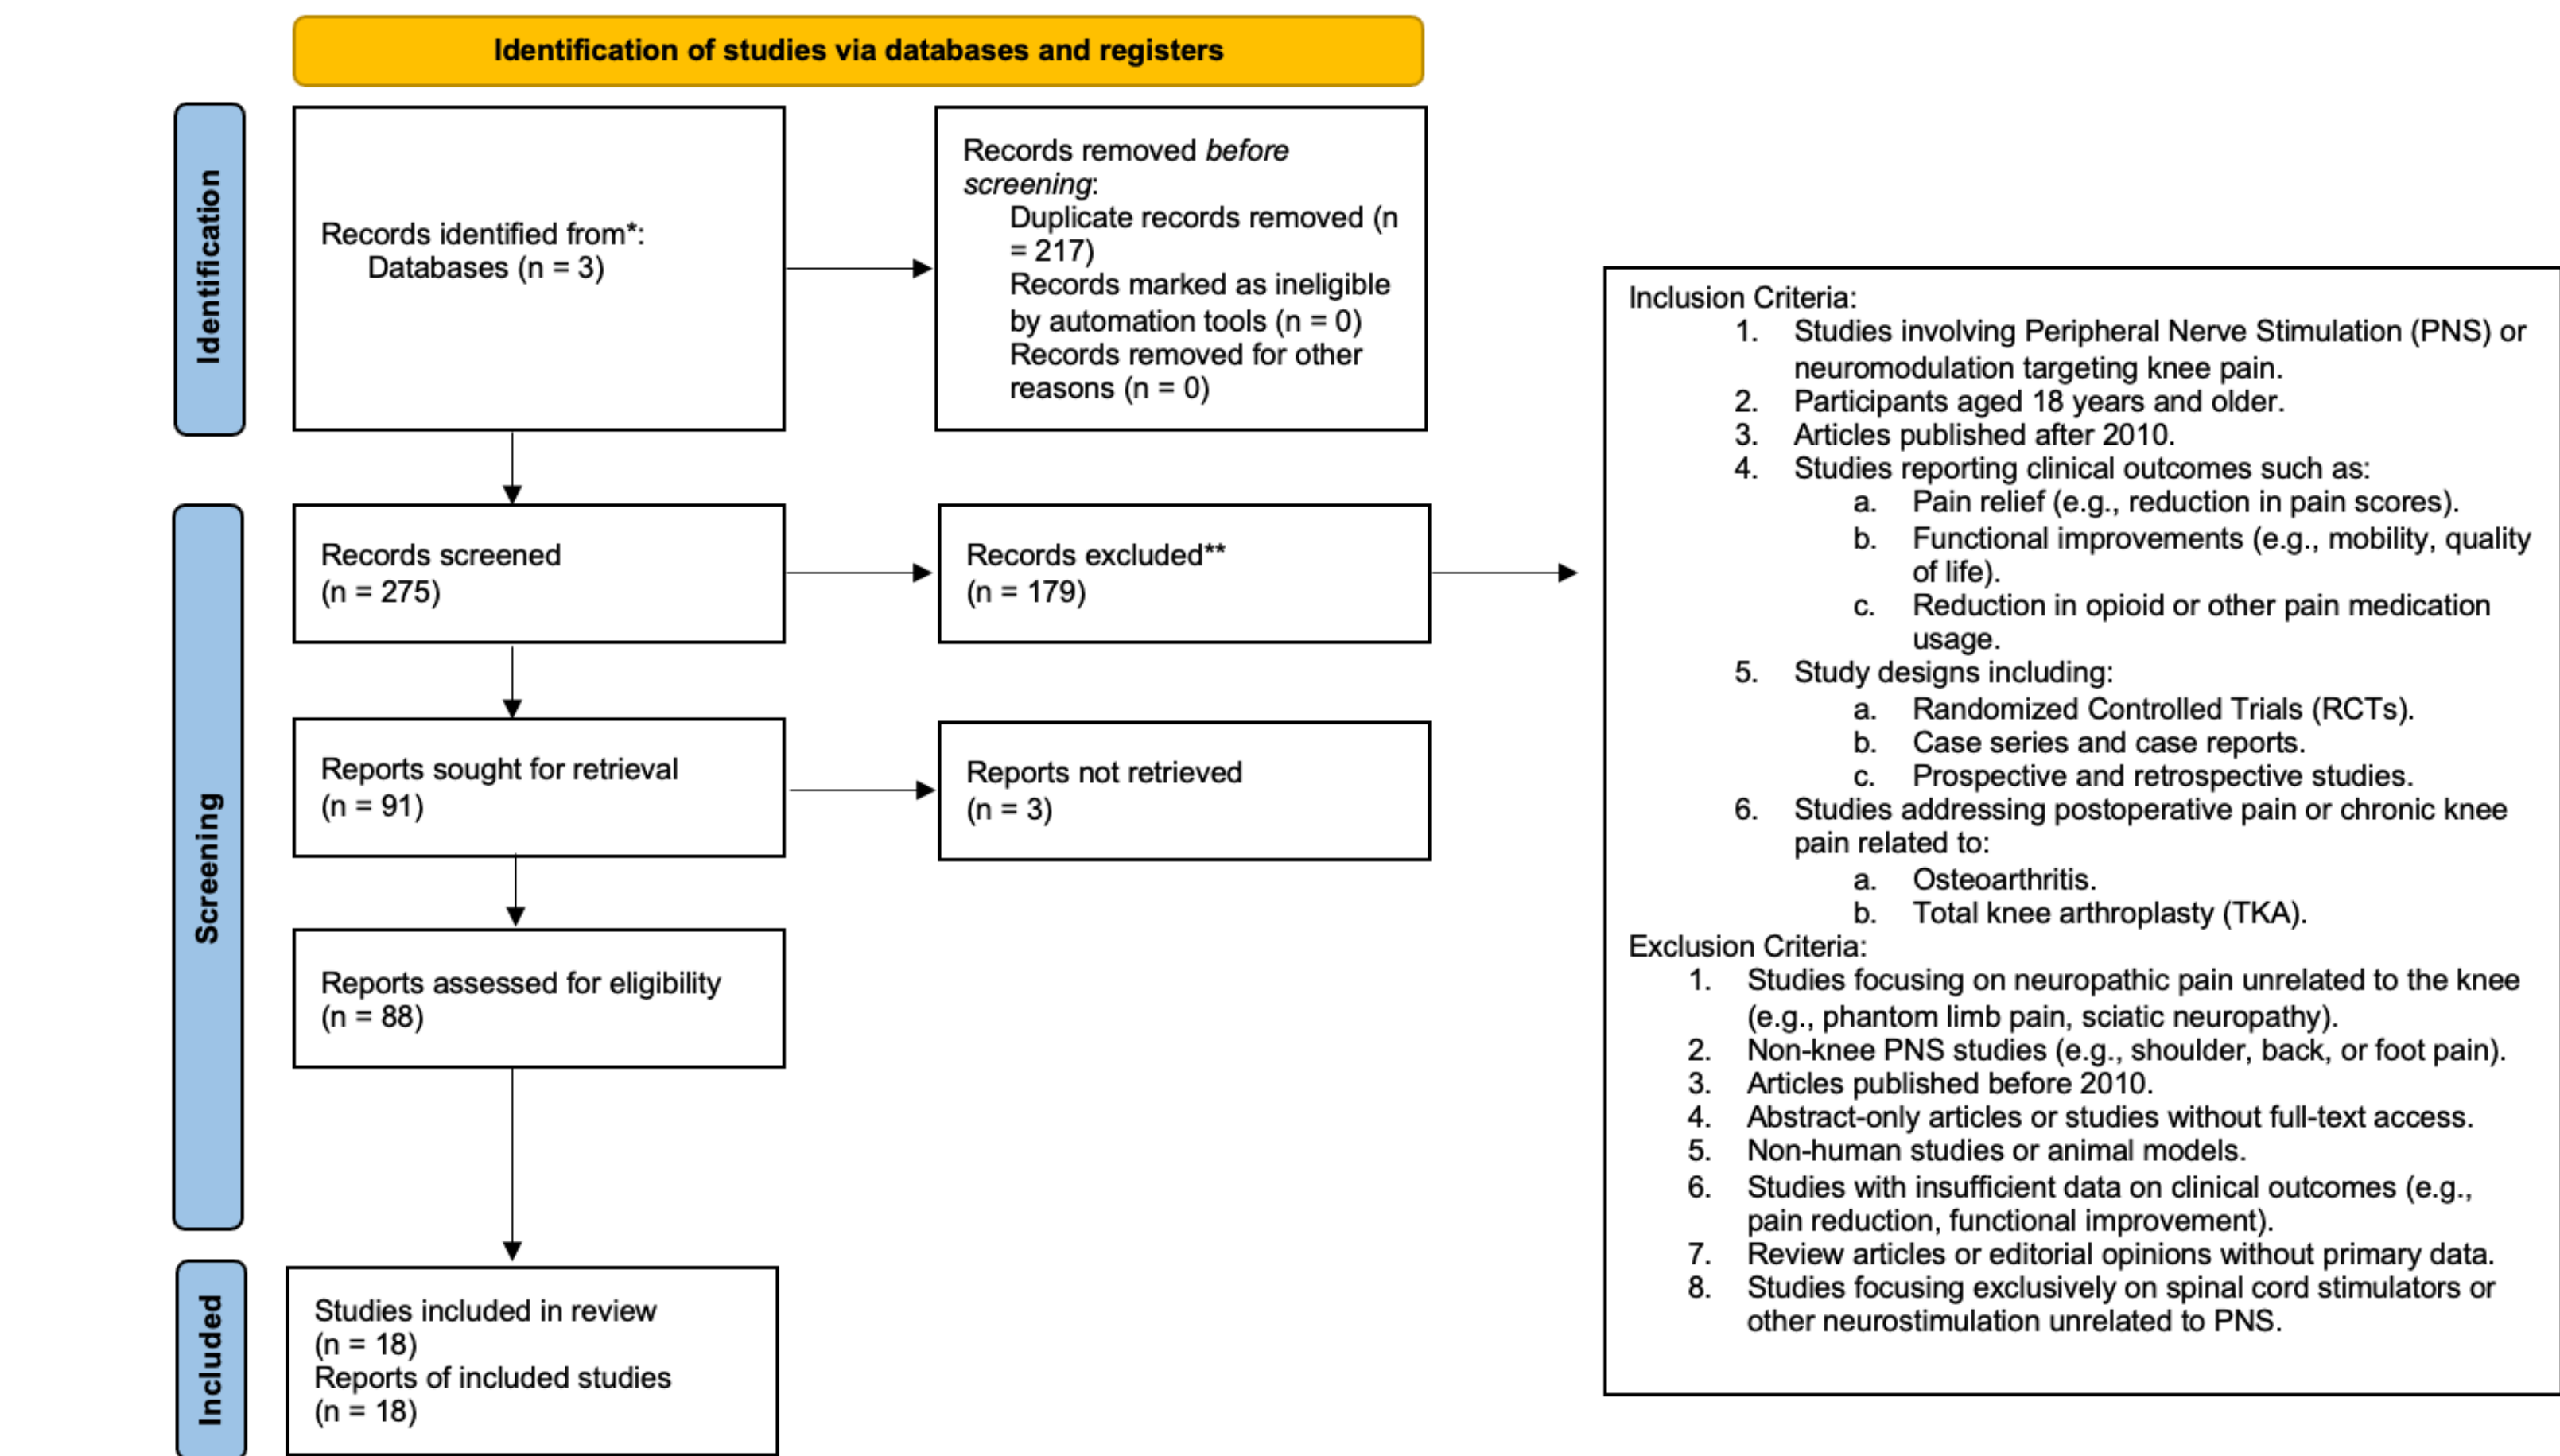 Identification of studies via databases and registers
Identification
Records identified from*:
Databases (n = 3)
Records removed before
screening:
Duplicate records removed (n
= 217)
Records marked as ineligible
by automation tools (n = 0)
Records removed for other
reasons (n = 0)
Screening
Records screened
(n = 275)
Records excluded**
(n = 179)
Reports sought for retrieval
(n = 91)
Reports not retrieved
(n = 3)
Reports assessed for eligibility
(n = 88)
Included
Studies included in review
(n = 18)
Reports of included studies
(n = 18)
Inclusion Criteria:
1. Studies involving Peripheral Nerve Stimulation (PNS) or
neuromodulation targeting knee pain.
2. Participants aged 18 years and older.
3. Articles published after 2010.
4. Studies reporting clinical outcomes such as:
a. Pain relief (e.g., reduction in pain scores).
b. Functional improvements (e.g., mobility, quality
of life).
c. Reduction in opioid or other pain medication
usage.
5. Study designs including:
a. Randomized Controlled Trials (RCTs).
b. Case series and case reports.
c. Prospective and retrospective studies.
6. Studies addressing postoperative pain or chronic knee
pain related to:
a. Osteoarthritis.
b. Total knee arthroplasty (TKA).
Exclusion Criteria:
1. Studies focusing on neuropathic pain unrelated to the knee
(e.g., phantom limb pain, sciatic neuropathy).
2. Non-knee PNS studies (e.g., shoulder, back, or foot pain).
3. Articles published before 2010.
4. Abstract-only articles or studies without full-text access.
5. Non-human studies or animal models.
6. Studies with insufficient data on clinical outcomes (e.g.,
pain reduction, functional improvement).
7. Review articles or editorial opinions without primary data.
8. Studies focusing exclusively on spinal cord stimulators or
other neurostimulation unrelated to PNS.